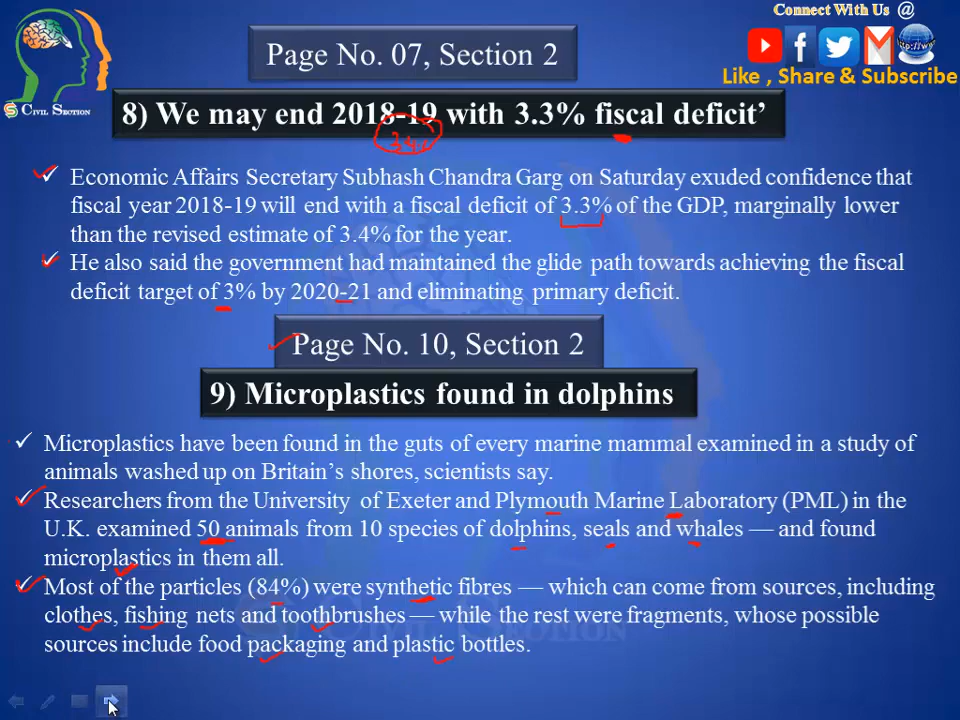 Connect With Us @
Page No. 07, Section 2
Like , Share & Subscribe
CIVIL SECTION
8) We may end 2018-19 with 3.3% fiscal deficit’
Economic Affairs Secretary Subhash Chandra Garg on Saturday exuded confidence that
fiscal year 2018-19 will end with a fiscal deficit of 3.3% of the GDP, marginally lower
than the revised estimate of 3.4% for the year.
He also said the government had maintained the glide path towards achieving the fiscal
deficit target of 3% by 2020-21 and eliminating primary deficit.
Page No. 10, Section 2
9) Microplastics found in dolphins
Microplastics have been found in the guts of every marine mammal examined in a study of
animals washed up on Britain’s shores, scientists say.
Researchers from the University of Exeter and Plymouth Marine Laboratory (PML) in the
U.K. examined 50 animals from 10 species of dolphins, seals and whales — and found
microplastics in them all.
Most of the particles (84%) were synthetic fibres — which can come from sources, including
clothes, fishing nets and toothbrushes — while the rest were fragments, whose possible
sources include food packaging and plastic bottles.